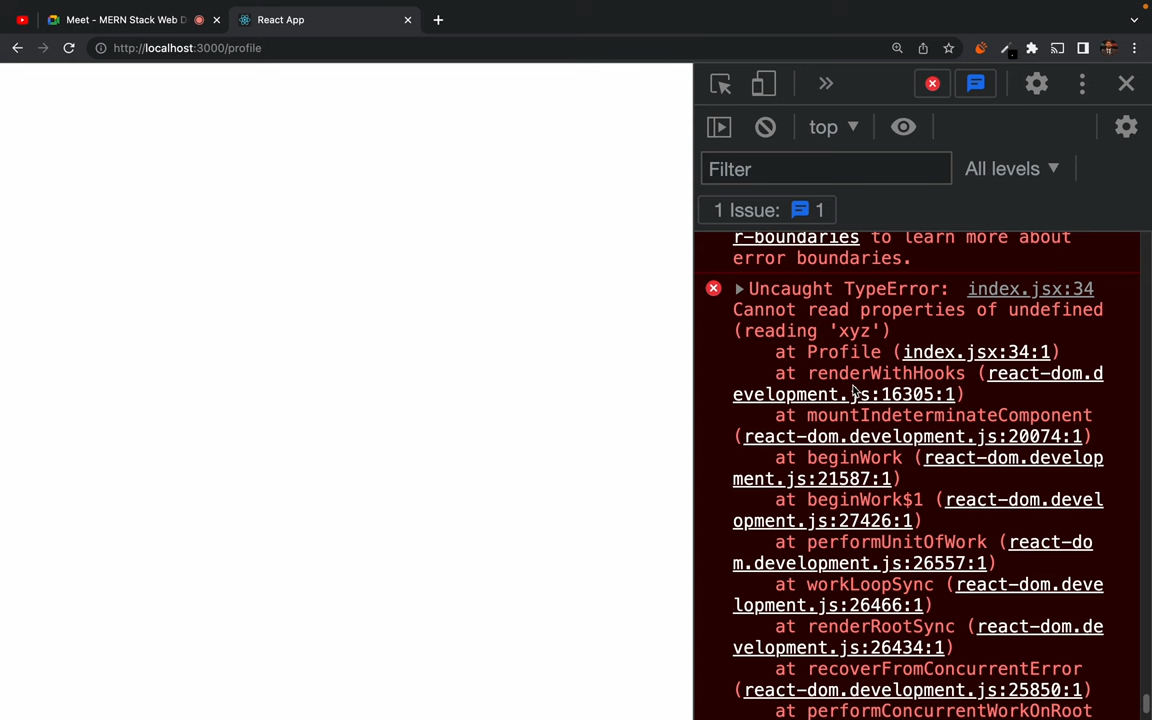 Meet - MERN Stack Web D
React App
http://localhost:3000/profile
top
Filter
All levels
1 Issue: 1
r-boundaries to learn more about
error boundaries.
Uncaught TypeError: index.jsx:34
Cannot read properties of undefined
(reading 'xyz')
at Profile (index.jsx:34:1)
at renderWithHooks (react-dom.d
evelopment.js:16305:1)
at mountIndeterminateComponent
(react-dom.development.js:20074:1)
at beginWork (react-dom.develop
ment.js:21587:1)
at beginWork$1 (react-dom.devel
opment.js:27426:1)
at performUnitOfWork (react-do
m.development.js:26557:1)
at workLoopSync (react-dom.deve
lopment.js:26466:1)
at renderRootSync (react-dom.de
velopment.js:26434:1)
at recoverFromConcurrentError
(react-dom.development.js:25850:1)
at performConcurrentWorkOnRoot